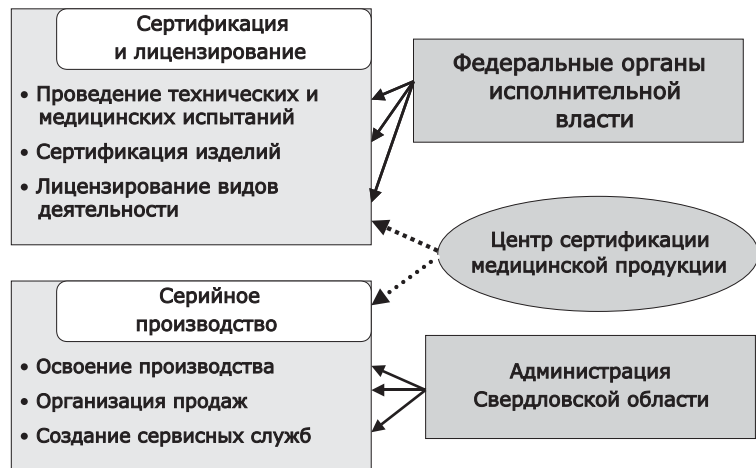 Сертификация
и лицензирование
• Проведение технических и
медицинских испытаний
• Сертификация изделий
• Лицензирование видов
деятельности
Федеральные органы
исполнительной
власти
Центр сертификации
медицинской продукции
Серийное
производство
• Освоение производства
• Организация продаж
• Создание сервисных служб
Администрация
Свердловской области